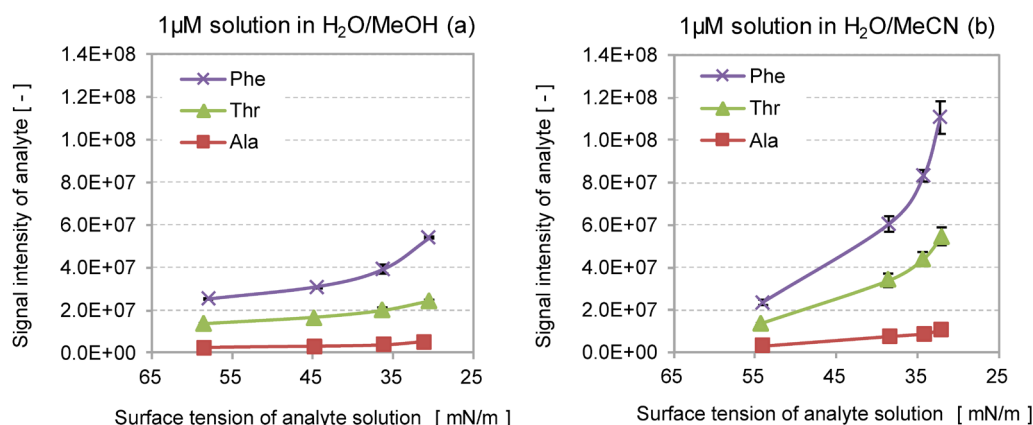 1µM solution in H₂O/MeOH (a)
Signal intensity of analyte [ - ]
1.4E+08
1.2E+08
1.0E+08
8.0E+07
6.0E+07
4.0E+07
2.0E+07
0.0E+00
Phe
Thr
Ala
65 55 45 35 25
Surface tension of analyte solution [ mN/m ]
1µM solution in H₂O/MeCN (b)
Signal intensity of analyte [ - ]
1.4E+08
1.2E+08
1.0E+08
8.0E+07
6.0E+07
4.0E+07
2.0E+07
0.0E+00
Phe
Thr
Ala
65 55 45 35 25
Surface tension of analyte solution [ mN/m ]